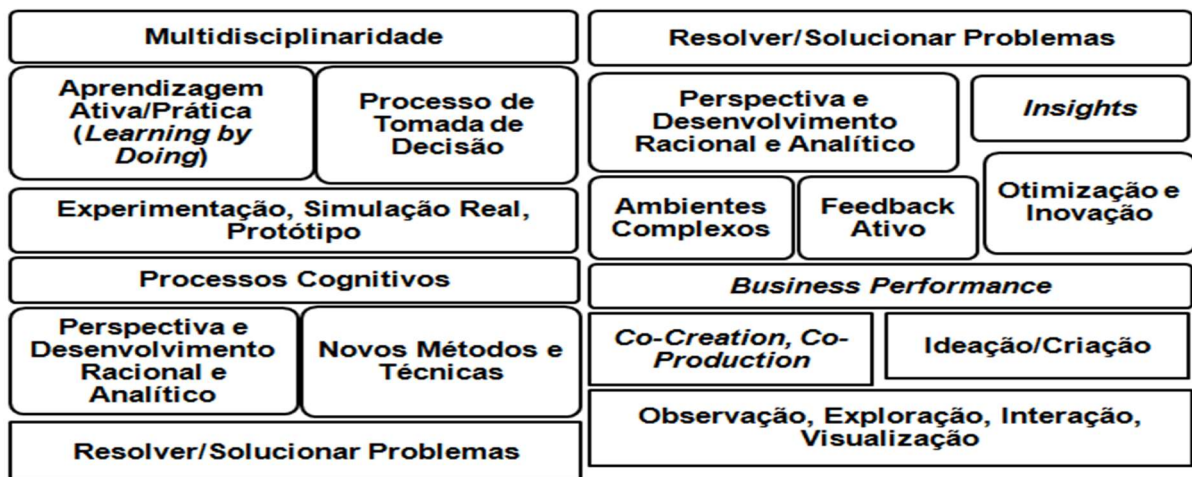 Multidisciplinaridade
Aprendizagem
Ativa/Prática
(Learning by
Doing)
Processo de
Tomada de
Decisão
Experimentação, Simulação Real,
Protótipo
Processos Cognitivos
Perspectiva e
Desenvolvimento
Racional e
Analítico
Novos Métodos e
Técnicas
Resolver/Solucionar Problemas
Resolver/Solucionar Problemas
Perspectiva e
Desenvolvimento
Racional e Analítico
Insights
Ambientes
Complexos
Feedback
Ativo
Otimização e
Inovação
Business Performance
Co-Creation, Co-
Production
Ideação/Criação
Observação, Exploração, Interação,
Visualização